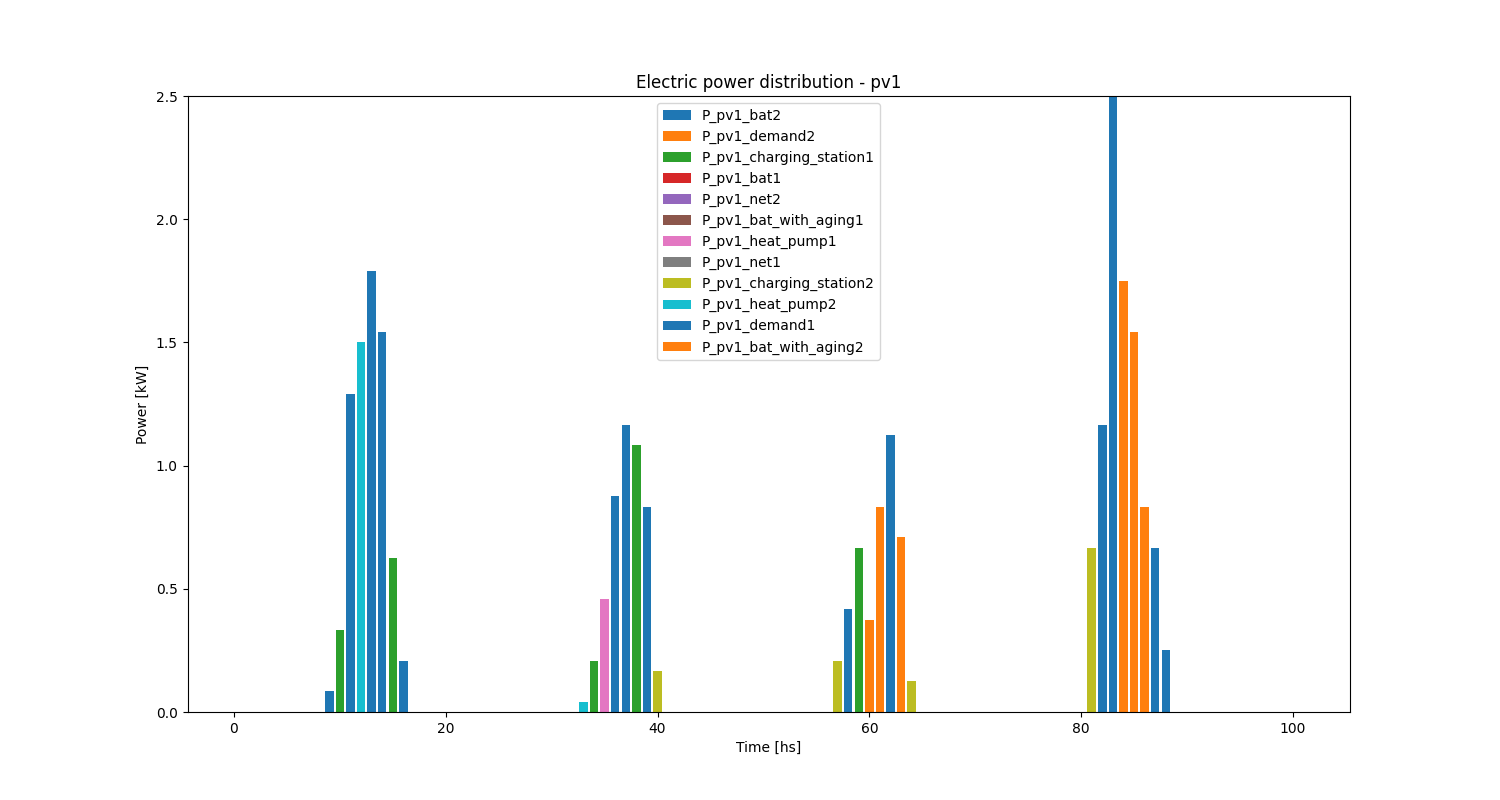 Electric power distribution - pv1
2.5
2.0
1.5
1.0
0.5
0.0
Power [kW]
P_pv1_bat2
P_pv1_demand2
P_pv1_charging_station1
P_pv1_bat1
P_pv1_net2
P_pv1_bat_with_aging1
P_pv1_heat_pump1
P_pv1_net1
P_pv1_charging_station2
P_pv1_heat_pump2
P_pv1_demand1
P_pv1_bat_with_aging2
0 20 40 60 80 100
Time [hs]